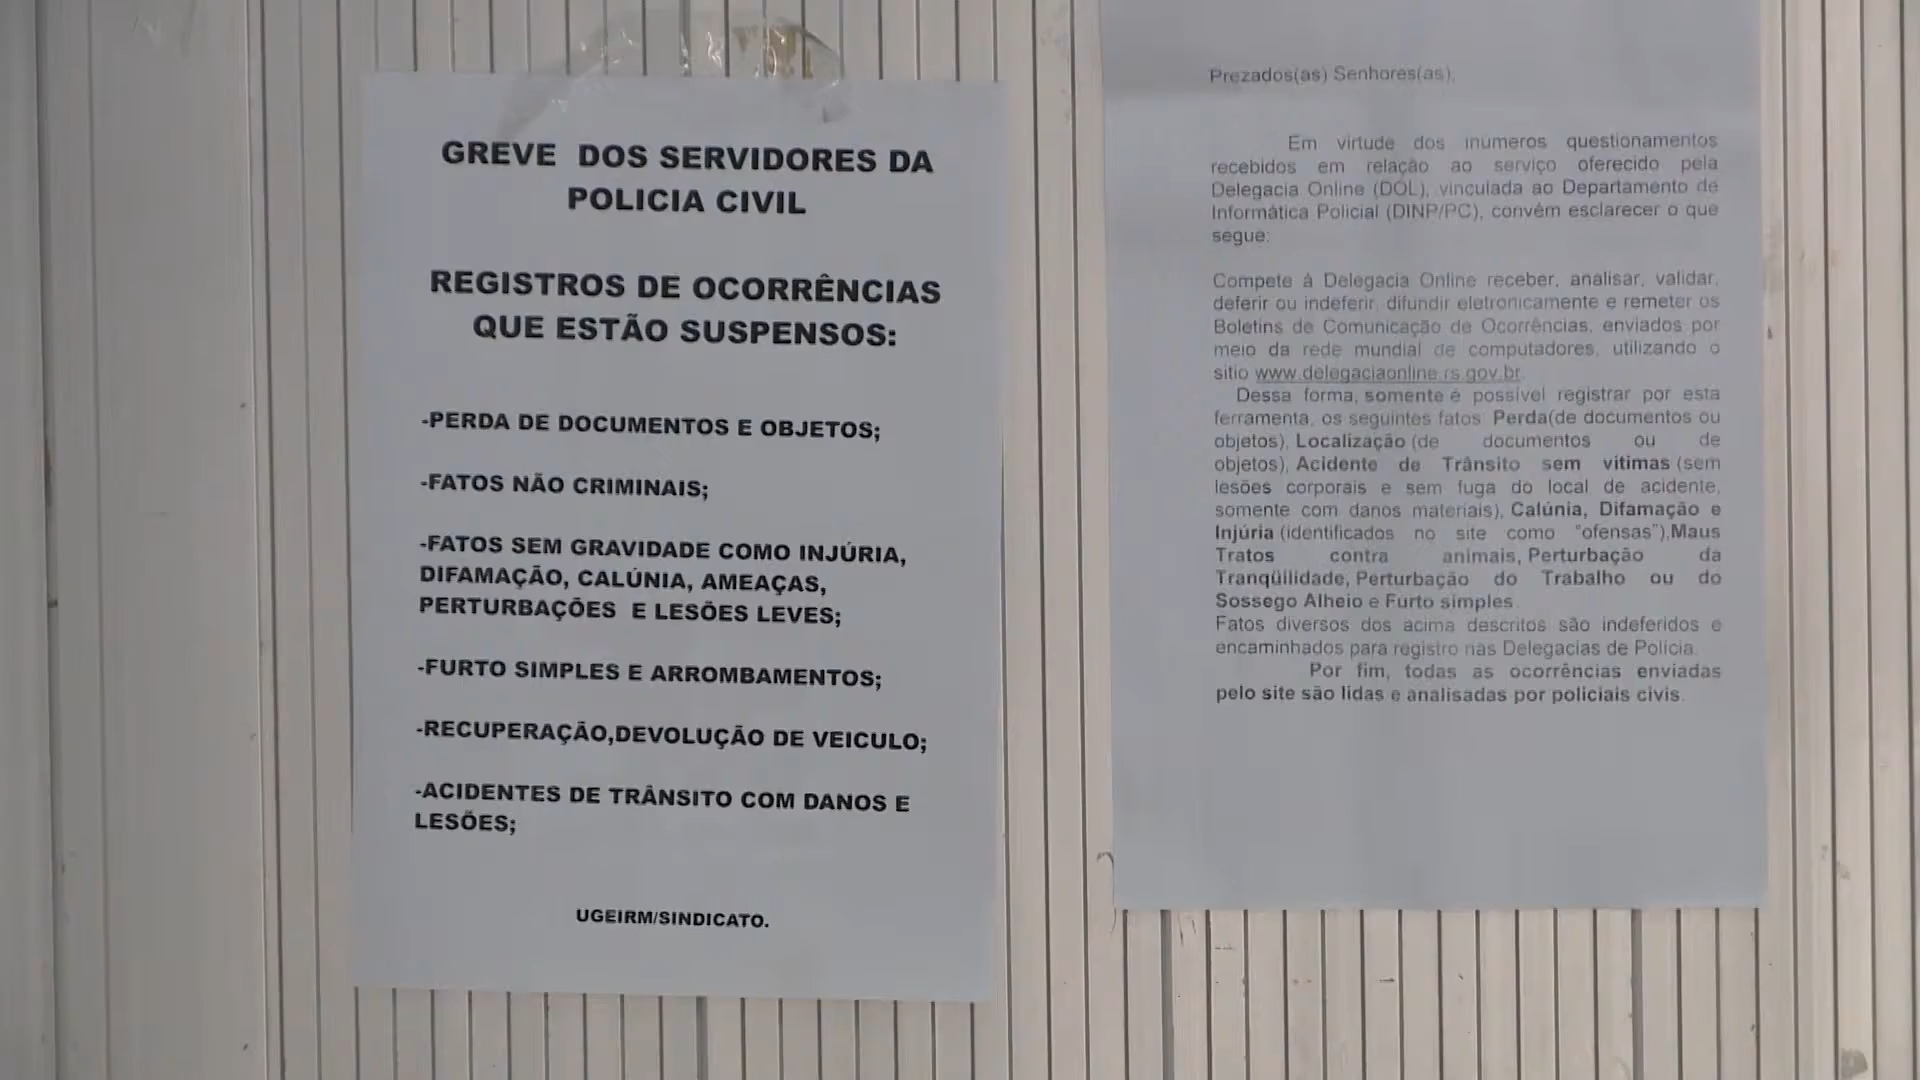 GREVE DOS SERVIDORES DA
POLICIA CIVIL
REGISTROS DE OCORRÊNCIAS
QUE ESTÃO SUSPENSOS:
-PERDA DE DOCUMENTOS E OBJETOS;
-FATOS NÃO CRIMINAIS;
-FATOS SEM GRAVIDADE COMO INJÚRIA,
DIFAMAÇÃO, CALÚNIA, AMEAÇAS,
PERTURBAÇÕES E LESÕES LEVES;
-FURTO SIMPLES E ARROMBAMENTOS;
-RECUPERAÇÃO,DEVOLUÇÃO DE VEICULO;
-ACIDENTES DE TRÂNSITO COM DANOS E
LESÕES;
UGEIRM/SINDICATO.
Prezados(as) Senhores(as),
Em virtude dos inumeros questionamentos
recebidos em relação ao serviço oferecido pela
Delegacia Online (DOL), vinculada ao Departamento de
Informática Policial (DINP/PC), convêm esclarecer o que
segue:
Compete á Delegacia Online receber, analisar, validar,
deferir ou indeferir, difundir eletronicamente e remeter os
Boletins de Comunicação de Ocorrências, enviados por
meio da rede mundial de computadores, utilizando o
sitio www.delegaciaonline.rs.gov.br.
Dessa forma, somente é possível registrar por esta
ferramenta, os seguintes fatos: Perda(de documentos ou
objetos), Localização (de documentos ou de
objetos), Acidente de Trânsito sem vítimas (sem
lesões corporais e sem fuga do local de acidente,
somente com danos materiais), Calúnia, Difamação e
Injúria (identificados no site como "ofensas"),Maus
Tratos contra animais, Perturbação da
Tranqüilidade, Perturbação do Trabalho ou do
Sossego Alheio e Furto simples.
Fatos diversos dos acima descritos são indeferidos e
encaminhados para registro nas Delegacias de Polícia.
Por fim, todas as ocorrências enviadas
pelo site são lidas e analisadas por policiais civis.